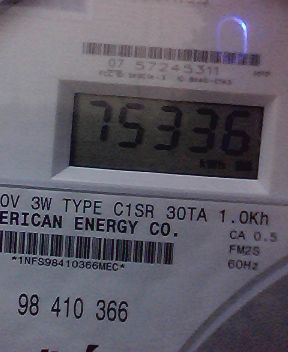 07 57245311
75336
kWh
0V 3W TYPE C1SR 30TA 1.0Kh
ERICAN ENERGY CO.
CA 0.5
FM2S
60Hz
*1NFS98410366MEC*
98 410 366